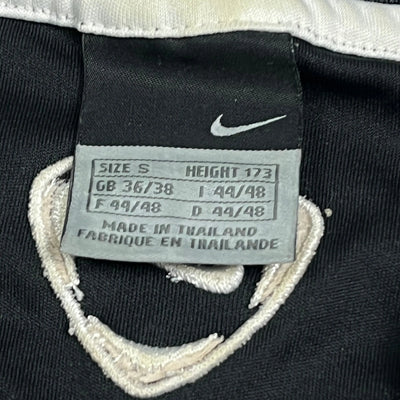 SIZE S HEIGHT 173
GB 36/38 I 44/48
F 44/48 D 44/48
MADE IN THAILAND
FABRIQUE EN THAILANDE